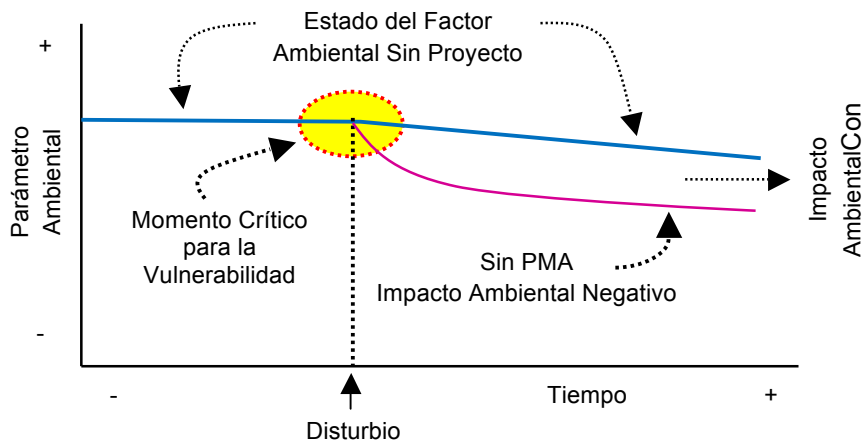 Estado del Factor
Ambiental Sin Proyecto
+
Parámetro
Ambiental
-
Momento Crítico
para la
Vulnerabilidad
Sin PMA
Impacto Ambiental Negativo
Impacto
AmbientalCon
-
Tiempo
+
Disturbio